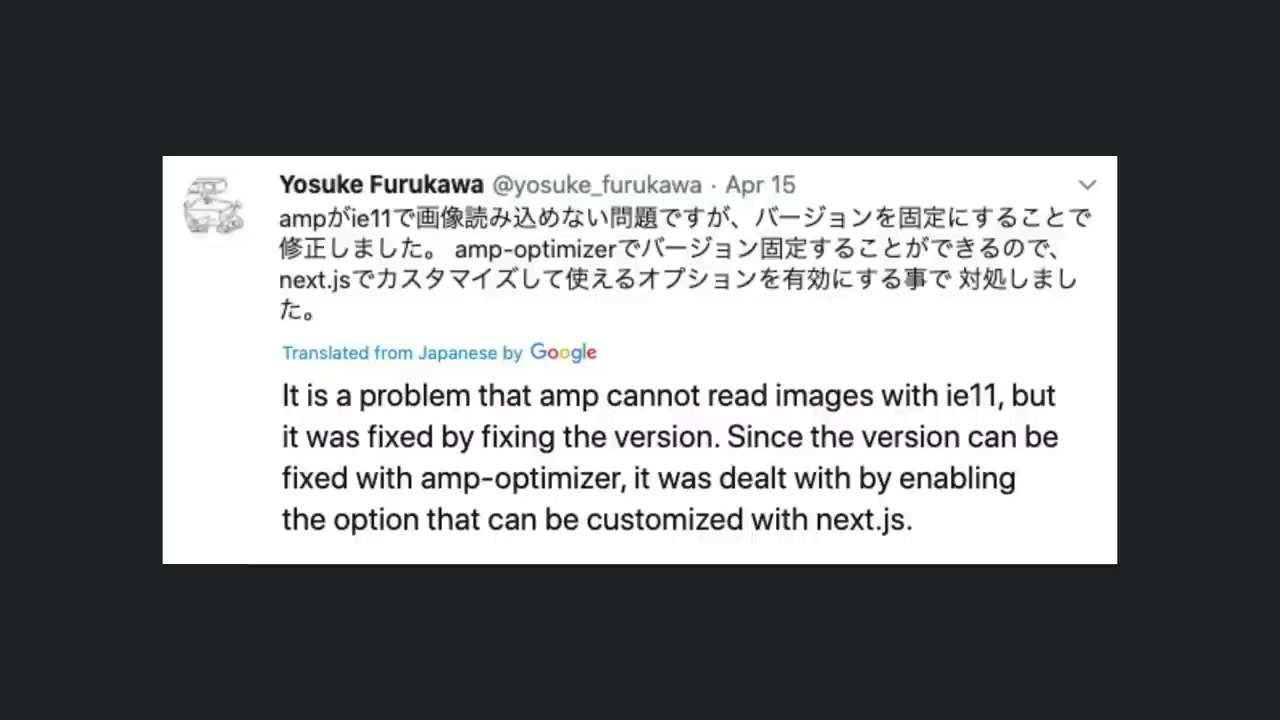 Yosuke Furukawa @yosuke_furukawa · Apr 15
ampがie11で画像読み込めない問題ですが、バージョンを固定にすることで
修正しました。 amp-optimizerでバージョン固定することができるので、
next.jsでカスタマイズして使えるオプションを有効にする事で 対処しまし
た。
Translated from Japanese by Google
It is a problem that amp cannot read images with ie11, but
it was fixed by fixing the version. Since the version can be
fixed with amp-optimizer, it was dealt with by enabling
the option that can be customized with next.js.